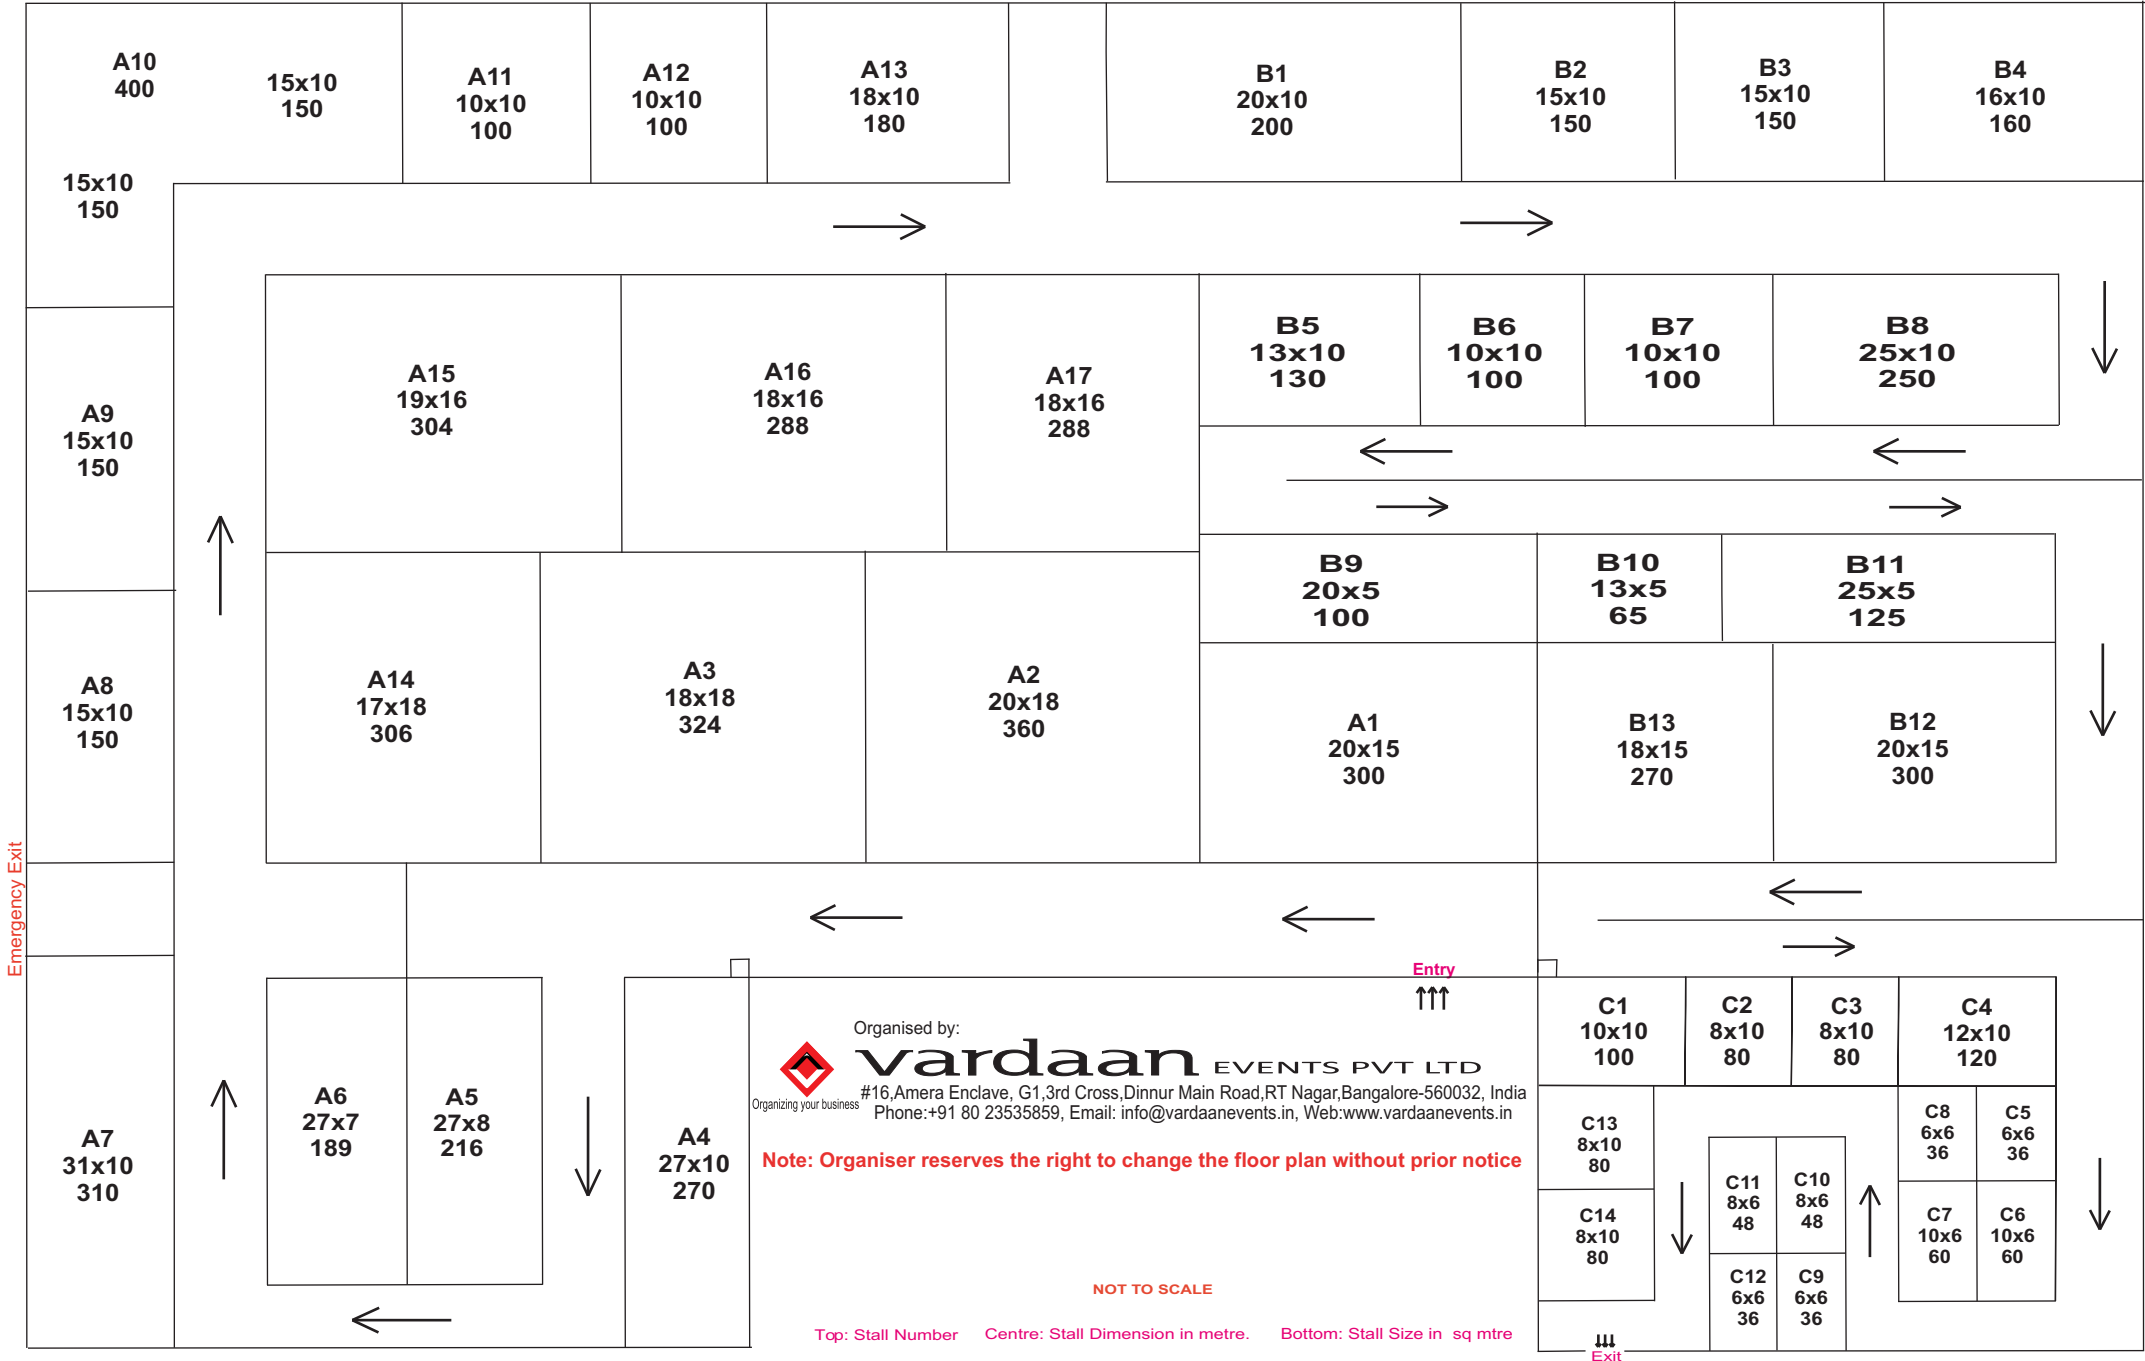 A10
400
15x10
150
15x10
150
A11
10x10
100
A12
10x10
100
A13
18x10
180
B1
20x10
200
B2
15x10
150
B3
15x10
150
B4
16x10
160
A9
15x10
150
A15
19x16
304
A16
18x16
288
A17
18x16
288
B5
13x10
130
B6
10x10
100
B7
10x10
100
B8
25x10
250
B9
20x5
100
B10
13x5
65
B11
25x5
125
A8
15x10
150
A14
17x18
306
A3
18x18
324
A2
20x18
360
A1
20x15
300
B13
18x15
270
B12
20x15
300
Emergency Exit
A7
31x10
310
A6
27x7
189
A5
27x8
216
A4
27x10
270
Entry
Organised by:
vardaan EVENTS PVT LTD
Organizing your business
#16,Amera Enclave, G1,3rd Cross,Dinnur Main Road,RT Nagar,Bangalore-560032, India
Phone:+91 80 23535859, Email: info@vardaanevents.in, Web:www.vardaanevents.in
Note: Organiser reserves the right to change the floor plan without prior notice
NOT TO SCALE
Top: Stall Number Centre: Stall Dimension in metre. Bottom: Stall Size in sq mtre
C1
10x10
100
C2
8x10
80
C3
8x10
80
C4
12x10
120
C13
8x10
80
C14
8x10
80
C11
8x6
48
C10
8x6
48
C12
6x6
36
C9
6x6
36
C8
6x6
36
C5
6x6
36
C7
10x6
60
C6
10x6
60
Exit